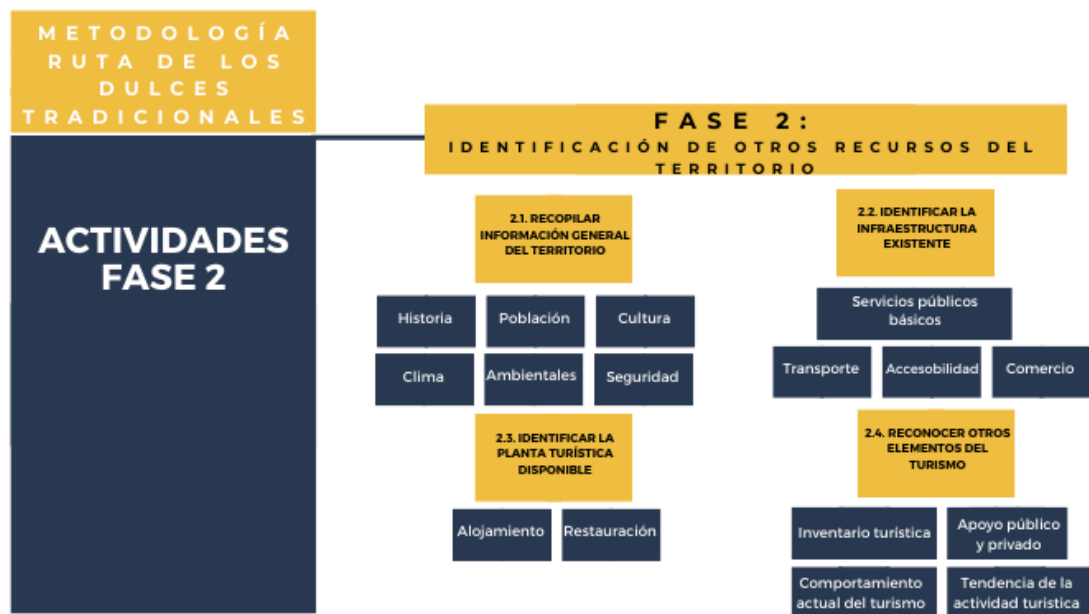 METODOLOGÍA
RUTA DE LOS
DULCES
TRADICIONALES
ACTIVIDADES
FASE 2
FASE 2:
IDENTIFICACIÓN DE OTROS RECURSOS DEL
TERRITORIO
2.1. RECOPILAR
INFORMACIÓN GENERAL
DEL TERRITORIO
Historia
Población
Cultura
Clima
Ambientales
Seguridad
2.2. IDENTIFICAR LA
INFRAESTRUCTURA
EXISTENTE
Servicios públicos
básicos
Transporte
Accesobilidad
Comercio
2.3. IDENTIFICAR LA
PLANTA TURÍSTICA
DISPONIBLE
Alojamiento
Restauración
2.4. RECONOCER OTROS
ELEMENTOS DEL
TURISMO
Inventario turística
Apoyo público
y privado
Comportamiento
actual del turismo
Tendencia de la
actividad turistica